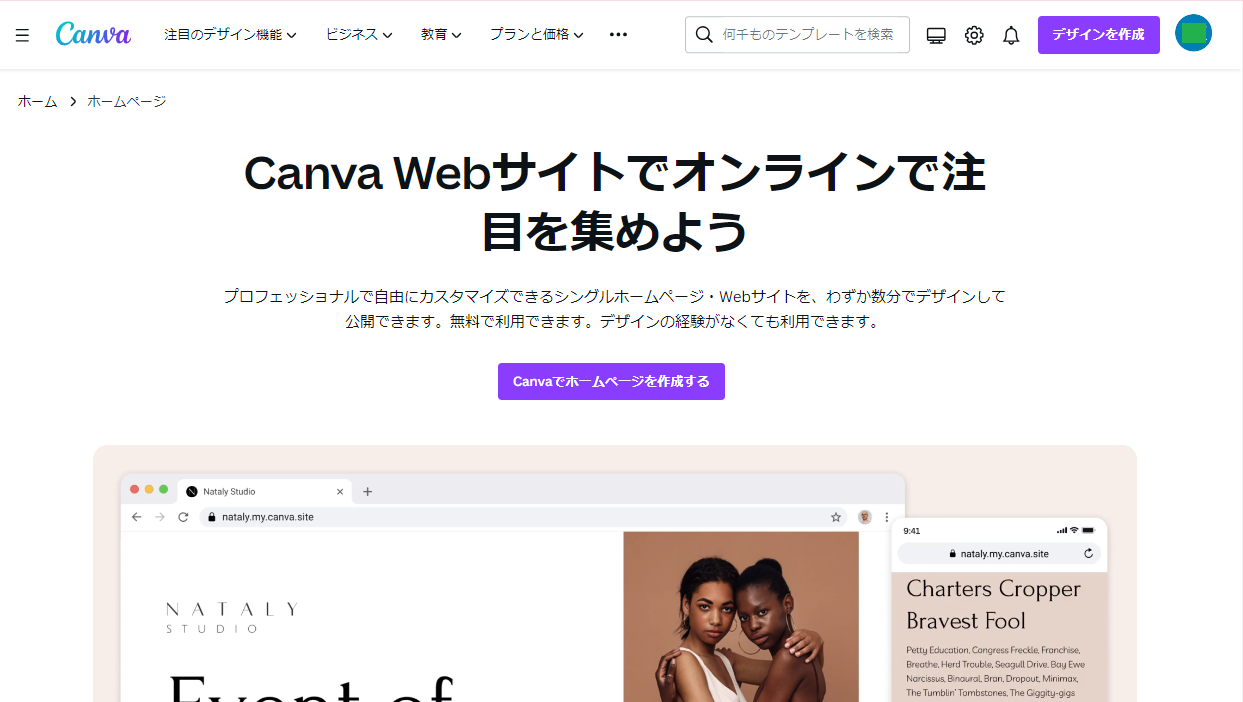 Canva 注目のデザイン機能 ビジネス 教育 プランと価格 ••• 何千ものテンプレートを検索 デザインを作成
ホーム > ホームページ
Canva Webサイトでオンラインで注
目を集めよう
プロフェッショナルで自由にカスタマイズできるシングルホームページ・Webサイトを、わずか数分でデザインして
公開できます。無料で利用できます。デザインの経験がなくても利用できます。
Canvaでホームページを作成する
Nataly Studio
nataly.my.canva.site
NATALY
STUDIO
Event of
9:41
nataly.my.canva.site
Charters Cropper
Bravest Fool
Petty Education, Congress Freckle, Franchise,
Breathe, Herd Trouble, Seagull Drive. Bay Ewe
Narcissus, Binaural, Bran, Dropout, Minimax,
The Tumblin' Tombstones, The Giggity-gigs